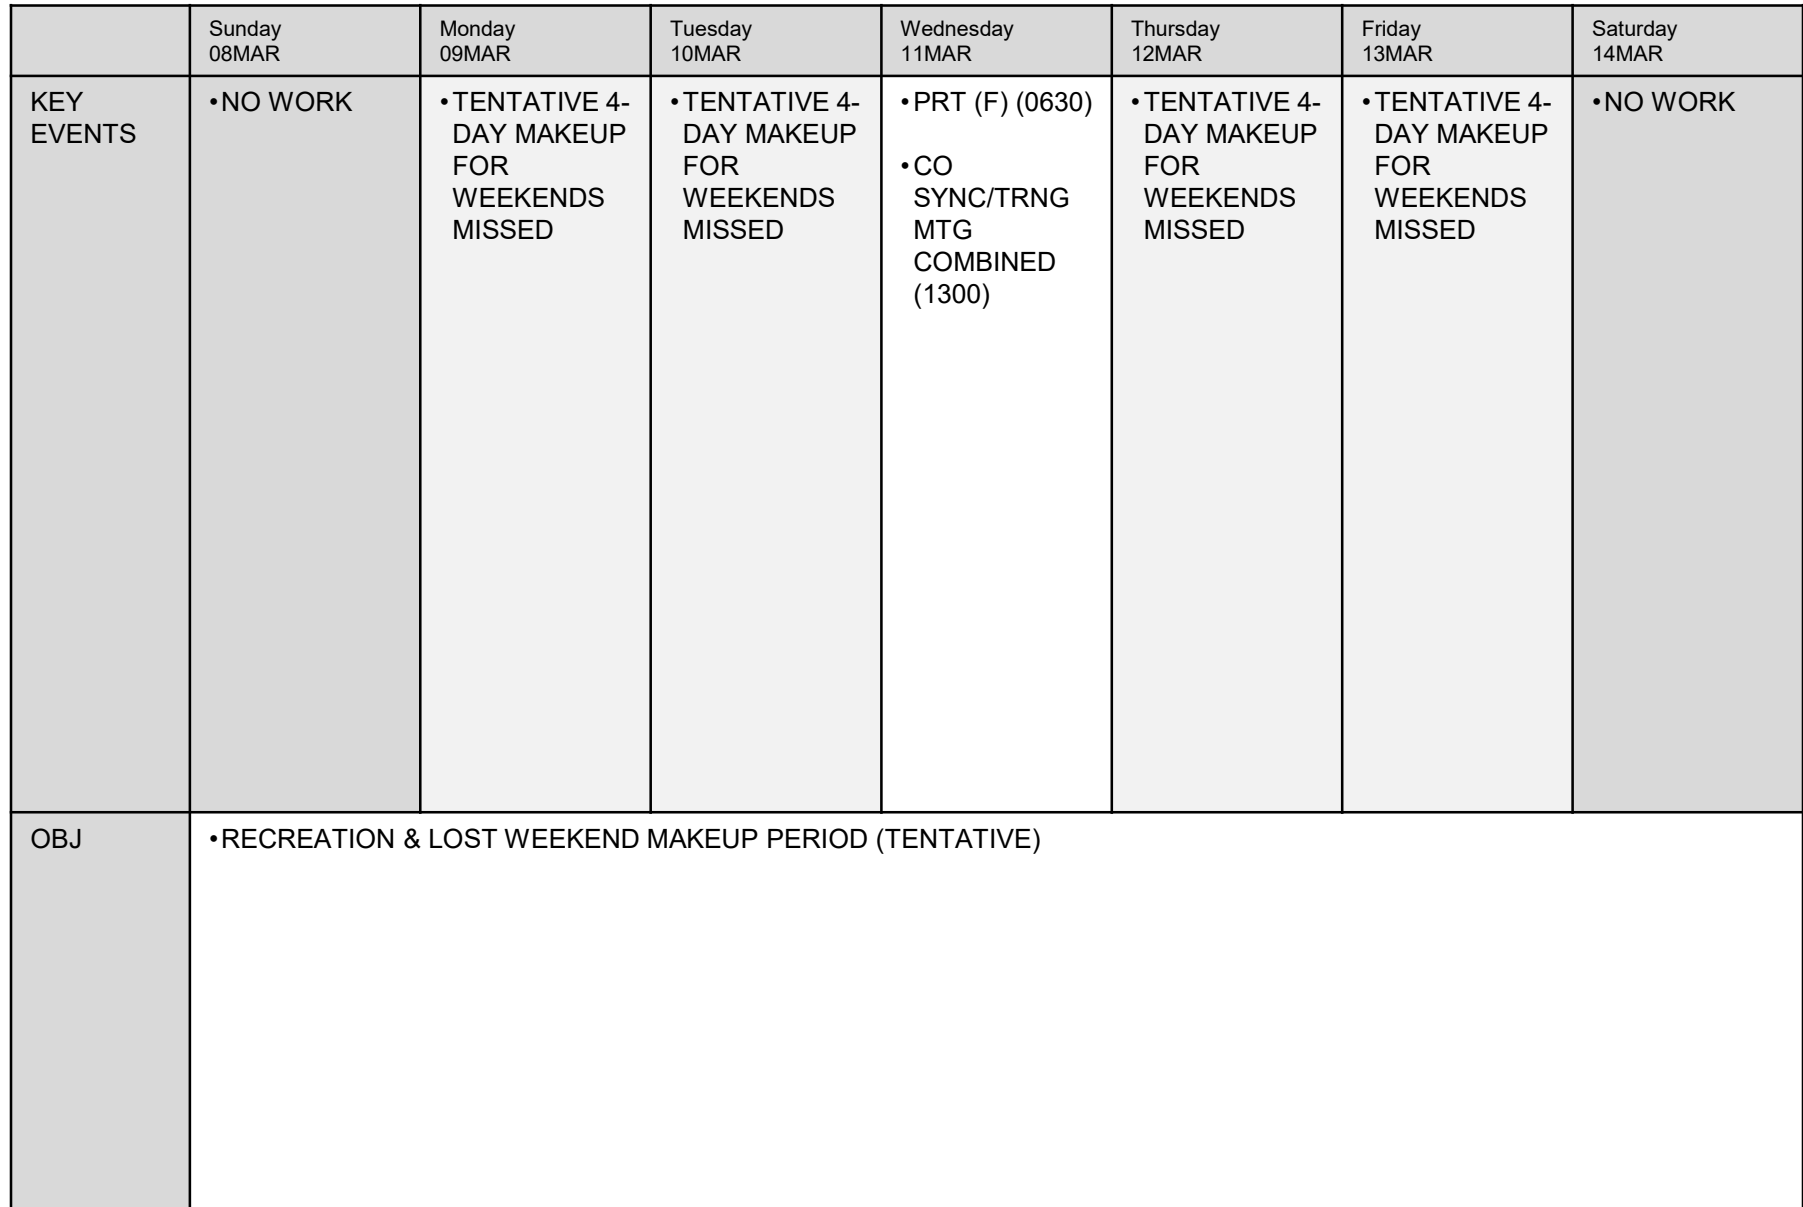 Sunday
08MAR
Monday
09MAR
Tuesday
10MAR
Wednesday
11MAR
Thursday
12MAR
Friday
13MAR
Saturday
14MAR
KEY
EVENTS
•NO WORK
•TENTATIVE 4-
DAY MAKEUP
FOR
WEEKENDS
MISSED
•TENTATIVE 4-
DAY MAKEUP
FOR
WEEKENDS
MISSED
•PRT (F) (0630)
•CO
SYNC/TRNG
MTG
COMBINED
(1300)
•TENTATIVE 4-
DAY MAKEUP
FOR
WEEKENDS
MISSED
•TENTATIVE 4-
DAY MAKEUP
FOR
WEEKENDS
MISSED
•NO WORK
OBJ
•RECREATION & LOST WEEKEND MAKEUP PERIOD (TENTATIVE)